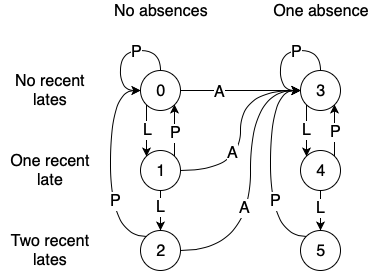 No absences
One absence
P
P
No recent
lates
0
A
3
L
P
L
P
One recent
late
1
A
4
L
P
A
P
L
Two recent
lates
2
5